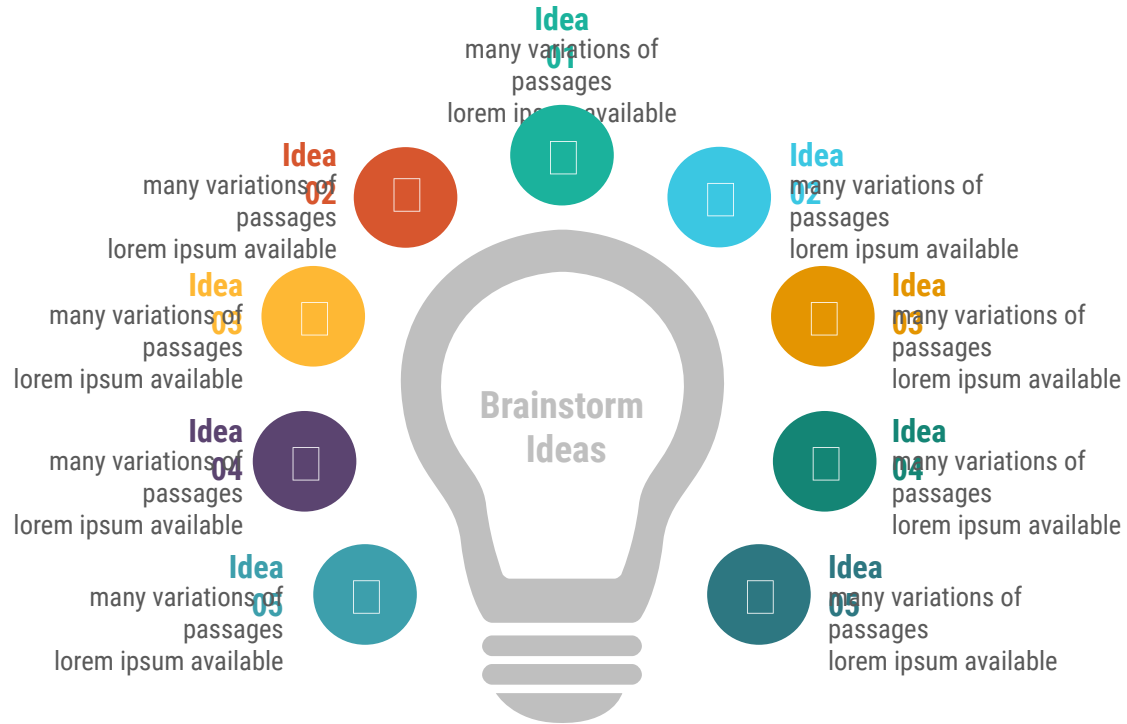 Idea
01
many variations of
passages
lorem ipsum available
Idea
02
many variations of
passages
lorem ipsum available
Idea
02
many variations of
passages
lorem ipsum available
Idea
03
many variations of
passages
lorem ipsum available
Idea
03
many variations of
passages
lorem ipsum available
Brainstorm
Ideas
Idea
04
many variations of
passages
lorem ipsum available
Idea
04
many variations of
passages
lorem ipsum available
Idea
05
many variations of
passages
lorem ipsum available
Idea
05
many variations of
passages
lorem ipsum available